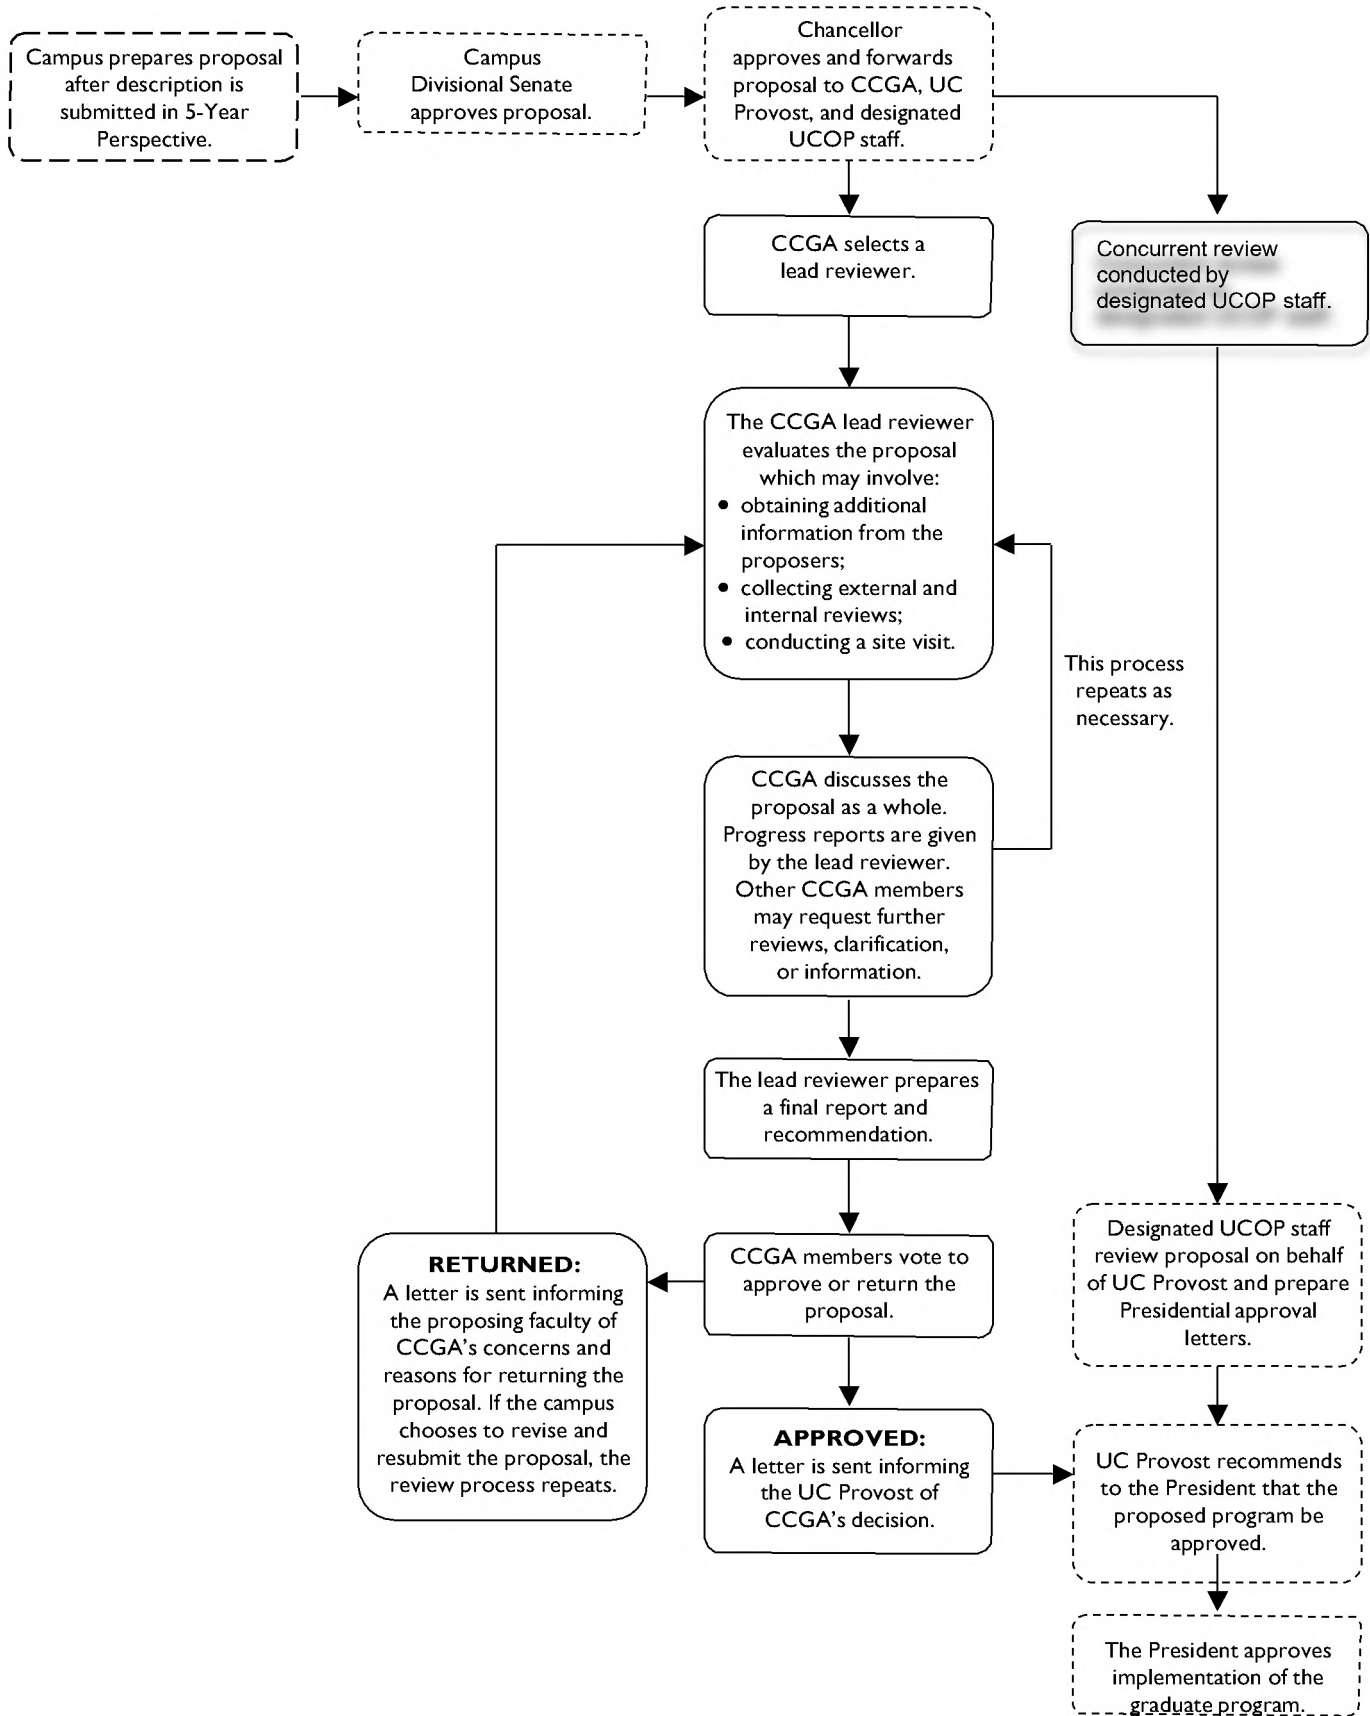 Campus prepares proposal
after description is
submitted in 5-Year
Perspective.
Campus
Divisional Senate
approves proposal.
Chancellor
approves and forwards
proposal to CCGA, UC
Provost, and designated
UCOP staff.
CCGA selects a
lead reviewer.
Concurrent review
conducted by
designated UCOP staff.
The CCGA lead reviewer
evaluates the proposal
which may involve:
• obtaining additional
information from the
proposers;
• collecting external and
internal reviews;
• conducting a site visit.
This process
repeats as
necessary.
CCGA discusses the
proposal as a whole.
Progress reports are given
by the lead reviewer.
Other CCGA members
may request further
reviews, clarification,
or information.
The lead reviewer prepares
a final report and
recommendation.
CCGA members vote to
approve or return the
proposal.
RETURNED:
A letter is sent informing
the proposing faculty of
CCGA's concerns and
reasons for returning the
proposal. If the campus
chooses to revise and
resubmit the proposal, the
review process repeats.
APPROVED:
A letter is sent informing
the UC Provost of
CCGA's decision.
Designated UCOP staff
review proposal on behalf
of UC Provost and prepare
Presidential approval
letters.
UC Provost recommends
to the President that the
proposed program be
approved.
The President approves
implementation of the
graduate program.